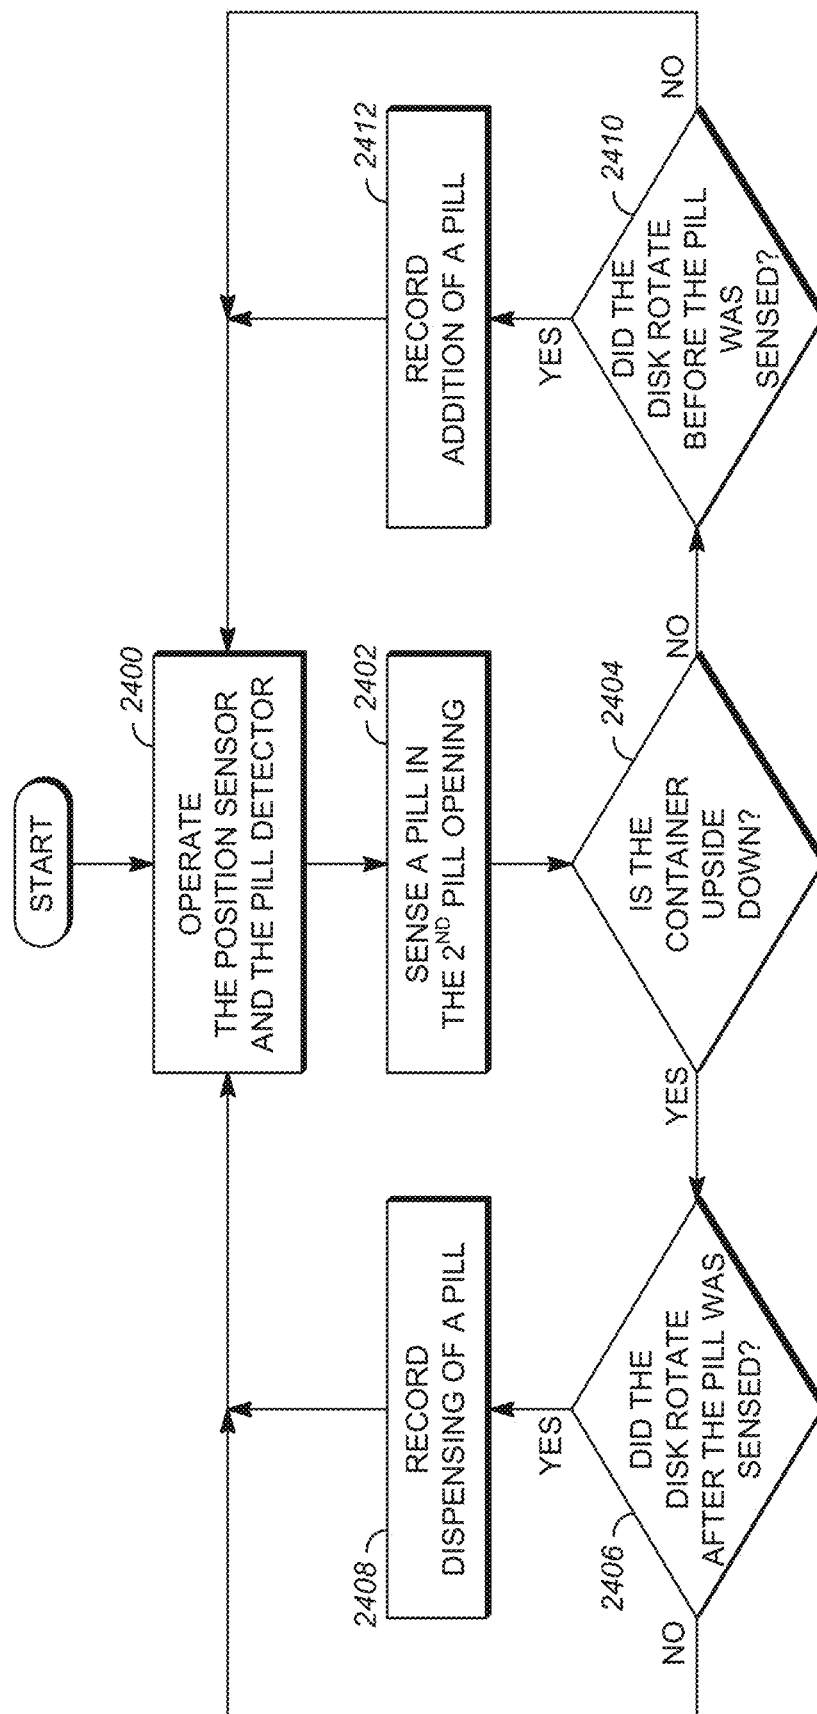 START
2400
OPERATE
THE POSITION SENSOR
AND THE PILL DETECTOR
2402
SENSE A PILL IN
THE 2ND PILL OPENING
2404
IS THE
CONTAINER
UPSIDE
DOWN?
YES
NO
2406
DID THE
DISK ROTATE
AFTER THE PILL WAS
SENSED?
YES
NO
2408
RECORD
DISPENSING OF A PILL
2410
DID THE
DISK ROTATE
BEFORE THE PILL
WAS
SENSED?
YES
NO
2412
RECORD
ADDITION OF A PILL